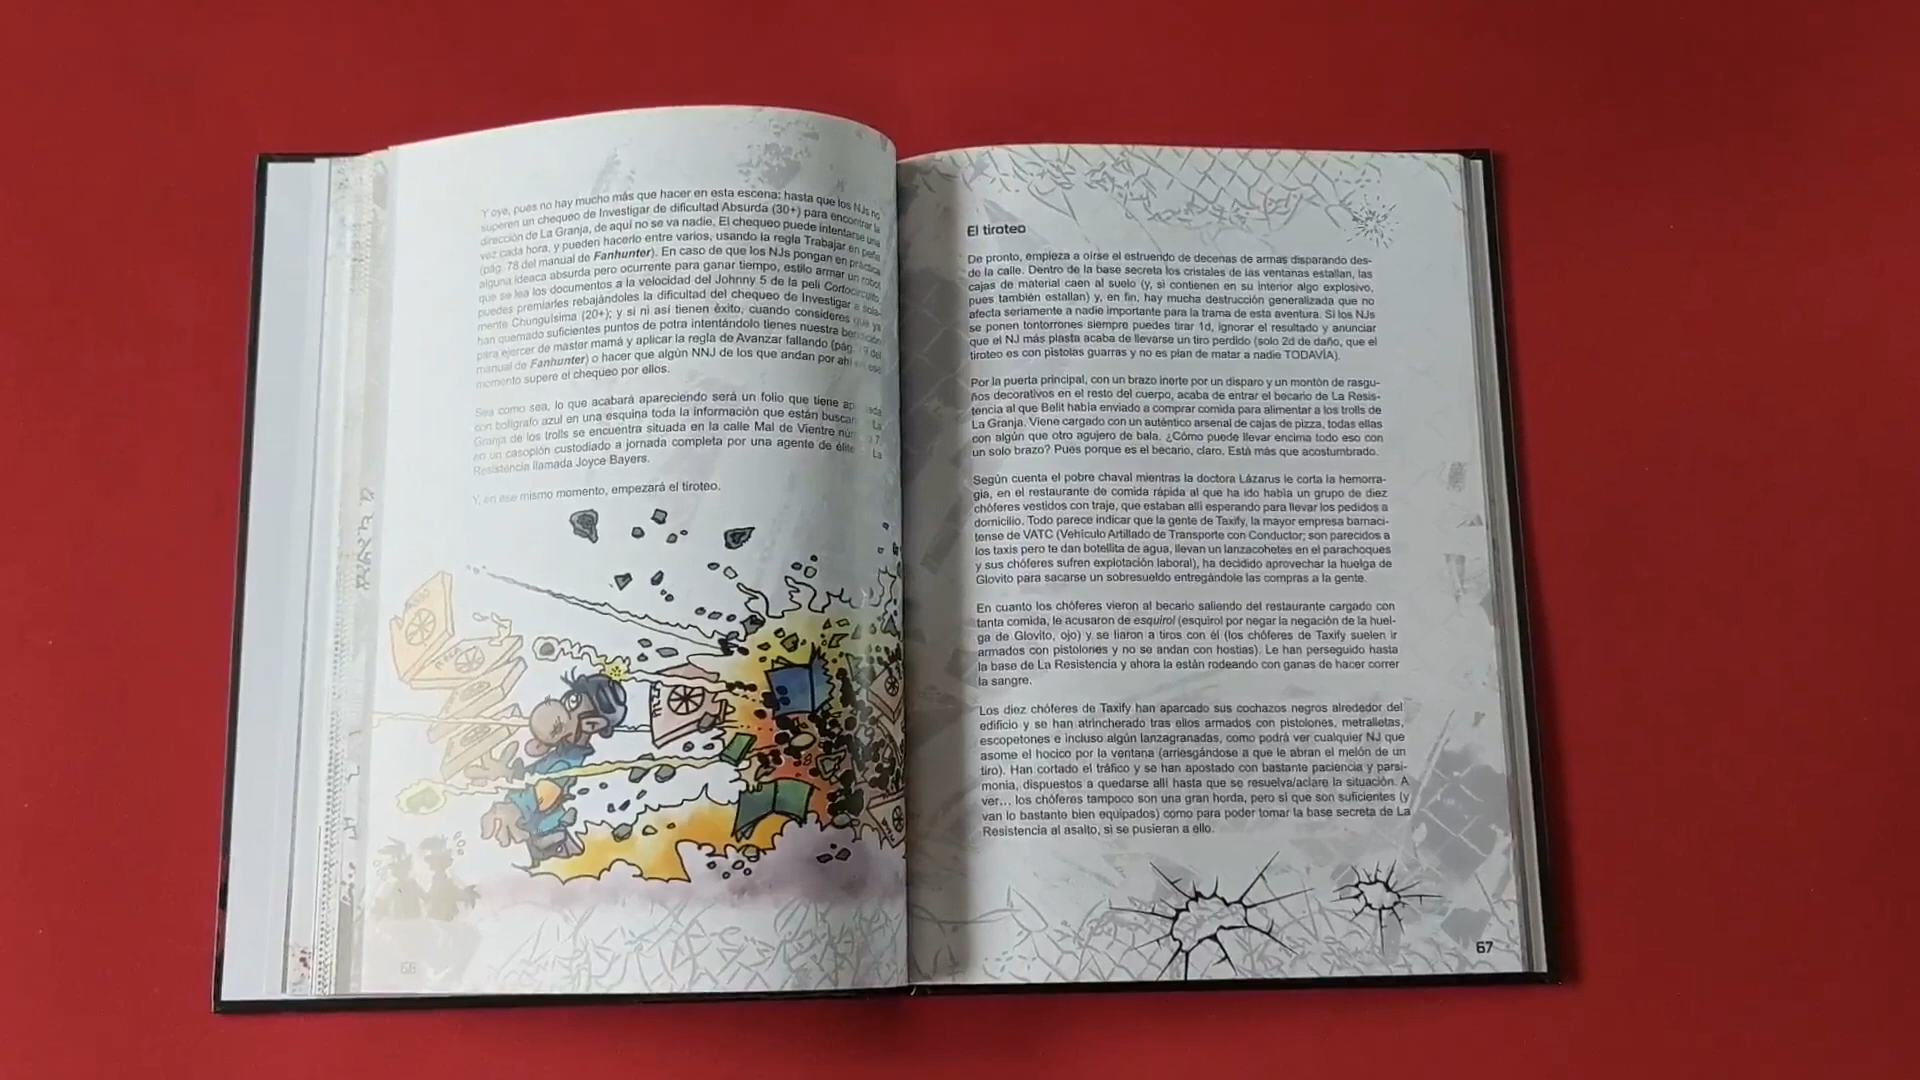 Y oye, pues no hay mucho más que hacer en esta escena: hasta que los NJs no
superen un chequeo de Investigar de dificultad Absurda (30+) para encontrar la
dirección de La Granja, de aquí no se va nadie. El chequeo puede intentarse una
vez cada hora, y pueden hacerlo entre varios, usando la regla Trabajar en peña
(pág. 78 del manual de Fanhunter). En caso de que los NJs pongan en práctica
alguna ideaca absurda pero ocurrente para ganar tiempo, estilo armar un robot
que se lea los documentos a la velocidad del Johnny 5 de la peli Cortocircuito,
puedes premiarles rebajándoles la dificultad del chequeo de Investigar a sola-
mente Chunguísima (20+); y si ni así tienen éxito, cuando consideres que ya
han quemado suficientes puntos de potra intentándolo tienes nuestra bendición
para ejercer de master mamá y aplicar la regla de Avanzar fallando (pág. del
manual de Fanhunter) o hacer que algún NNJ de los que andan por ahí en ese
momento supere el chequeo por ellos.
Sea como sea, lo que acabará apareciendo será un folio que tiene
con bolígrafo azul en una esquina toda la información que están buscando. La
Granja de los trolls se encuentra situada en la calle Mal de Vientre 7,
en un casoplón custodiado a jornada completa por una agente de élite de La
Resistencia llamada Joyce Bayers.
Y, en ese mismo momento, empezará el tiroteo.
66
El tiroteo
De pronto, empieza a oírse el estruendo de decenas de armas disparando des-
de la calle. Dentro de la base secreta los cristales de las ventanas estallan, las
cajas de material caen al suelo (y, si contienen en su interior algo explosivo,
pues también estallan) y, en fin, hay mucha destrucción generalizada que no
afecta seriamente a nadie importante para la trama de esta aventura. Si los NJs
se ponen tontorrones siempre puedes tirar 1d, ignorar el resultado y anunciar
que el NJ más plasta acaba de llevarse un tiro perdido (solo 2d de daño, que el
tiroteo es con pistolas guarras y no es plan de matar a nadie TODAVÍA).
Por la puerta principal, con un brazo inerte por un disparo y un montón de rasgu-
ños decorativos en el resto del cuerpo, acaba de entrar el becario de La Resis-
tencia al que Belit había enviado a comprar comida para alimentar a los trolls de
La Granja. Viene cargado con un auténtico arsenal de cajas de pizza, todas ellas
con algún que otro agujero de bala. ¿Cómo puede llevar encima todo eso con
un solo brazo? Pues porque es el becario, claro. Está más que acostumbrado.
Según cuenta el pobre chaval mientras la doctora Lázarus le corta la hemorra-
gia, en el restaurante de comida rápida al que ha ido había un grupo de diez
chóferes vestidos con traje, que estaban allí esperando para llevar los pedidos a
domicilio. Todo parece indicar que la gente de Taxify, la mayor empresa barnaci-
tense de VATC (Vehículo Artillado de Transporte con Conductor; son parecidos a
los taxis pero te dan botellita de agua, llevan un lanzacohetes en el parachoques
y sus chóferes sufren explotación laboral), ha decidido aprovechar la huelga de
Glovito para sacarse un sobresueldo entregándole las compras a la gente.
En cuanto los chóferes vieron al becario saliendo del restaurante cargado con
tanta comida, le acusaron de esquirol (esquirol por negar la negación de la huel-
ga de Glovito, ojo) y se liaron a tiros con él (los chóferes de Taxify suelen ir
armados con pistolones y no se andan con hostias). Le han perseguido hasta
la base de La Resistencia y ahora la están rodeando con ganas de hacer correr
la sangre.
Los diez chóferes de Taxify han aparcado sus cochazos negros alrededor del
edificio y se han atrincherado tras ellos armados con pistolones, metralletas,
escopetones e incluso algún lanzagranadas, como podrá ver cualquier NJ que
asome el hocico por la ventana (arriesgándose a que le abran el melón de un
tiro). Han cortado el tráfico y se han apostado con bastante paciencia y parsi-
monia, dispuestos a quedarse allí hasta que se resuelva/aclare la situación. A
ver… los chóferes tampoco son una gran horda, pero sí que son suficientes (y
van lo bastante bien equipados) como para poder tomar la base secreta de La
Resistencia al asalto, si se pusieran a ello.
67